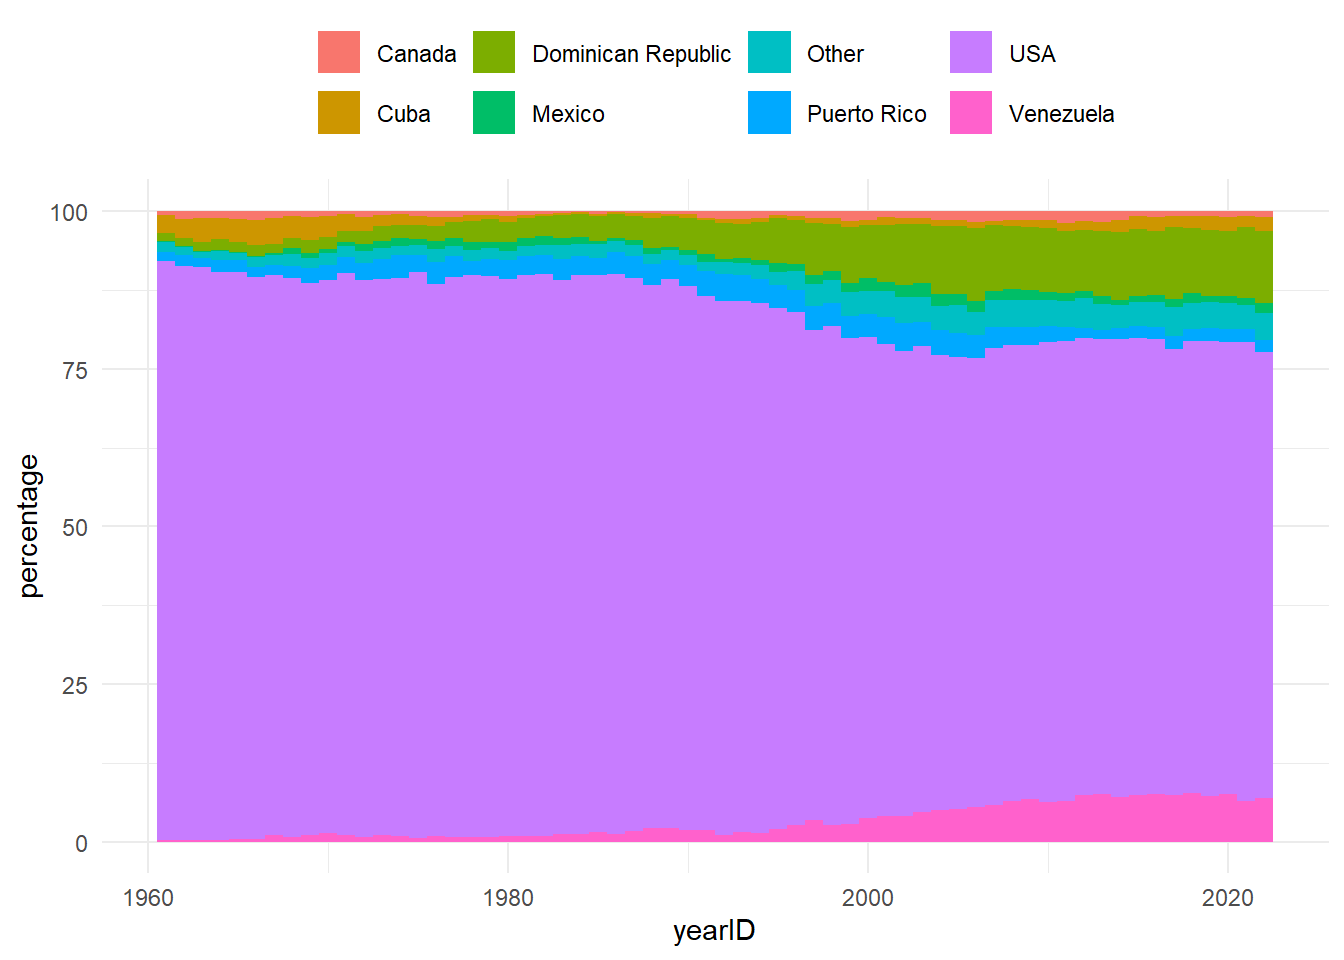 Canada Dominican Republic Other USA
Cuba Mexico Puerto Rico Venezuela
100
75
50
25
0
percentage
1960 1980 2000 2020
yearID